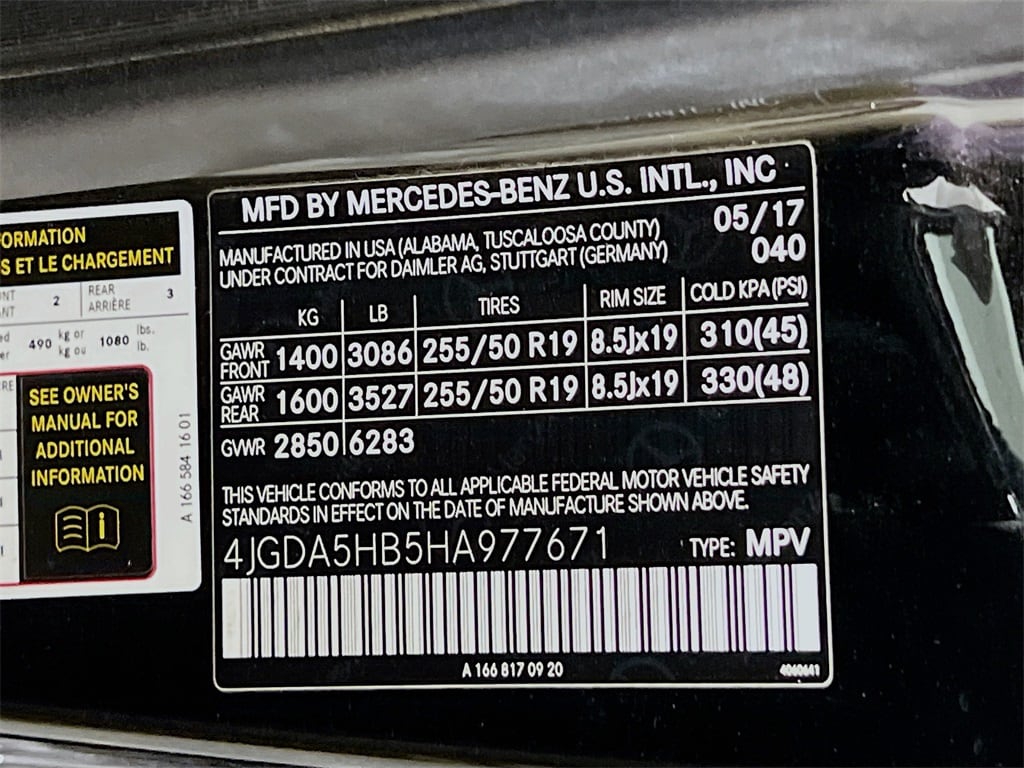 ORMATION
S ET LE CHARGEMENT
2 REAR ARRIÈRE 3
490 kg or kg ou 1080 lbs. lb.
SEE OWNER'S
MANUAL FOR
ADDITIONAL
INFORMATION
A 166 584 16 01
MFD BY MERCEDES-BENZ U.S. INTL., INC
MANUFACTURED IN USA (ALABAMA, TUSCALOOSA COUNTY) 05/17
UNDER CONTRACT FOR DAIMLER AG, STUTTGART (GERMANY) 040
KG LB TIRES RIM SIZE COLD KPA (PSI)
GAWR FRONT 1400 3086 255/50 R19 8.5Jx19 310(45)
GAWR REAR 1600 3527 255/50 R19 8.5Jx19 330(48)
GVWR 2850 6283
THIS VEHICLE CONFORMS TO ALL APPLICABLE FEDERAL MOTOR VEHICLE SAFETY
STANDARDS IN EFFECT ON THE DATE OF MANUFACTURE SHOWN ABOVE.
4JGDA5HB5HA977671 TYPE: MPV
A 166 817 09 20 4060641